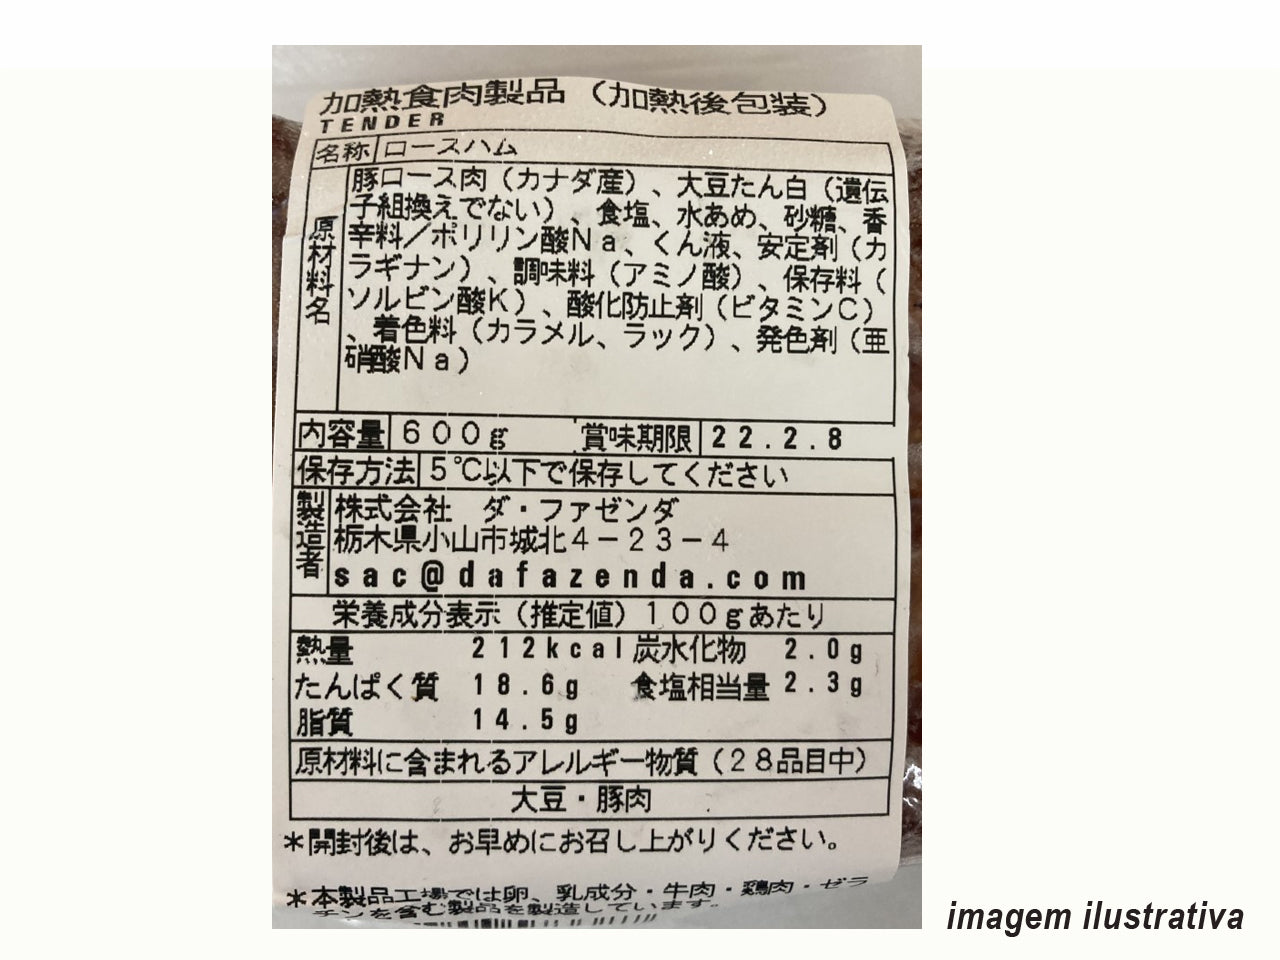 加熱食肉製品（加熱後包装）
TENDER
名称 ロースハム
原材料名
豚ロース肉（カナダ産）、大豆たん白（遺伝
子組換えでない）、食塩、水あめ、砂糖、香
辛料／ポリリン酸Ｎａ、くん液、安定剤（カ
ラギナン）、調味料（アミノ酸）、保存料（
ソルビン酸Ｋ）、酸化防止剤（ビタミンＣ）
、着色料（カラメル、ラック）、発色剤（亜
硝酸Ｎａ）
内容量 ６００ｇ 賞味期限 22.2.8
保存方法 ５℃以下で保存してください
製造者
株式会社　ダ・ファゼンダ
栃木県小山市城北４－２３－４
sac@dafazenda.com
栄養成分表示（推定値）１００ｇあたり
熱量 212kcal 炭水化物 2.0g
たんぱく質 18.6g 食塩相当量 2.3g
脂質 14.5g
原材料に含まれるアレルギー物質（２８品目中）
大豆・豚肉
＊開封後は、お早めにお召し上がりください。
＊本製品工場では卵、乳成分・牛肉・鶏肉・ゼラ
チンを含む製品を製造しています。
imagem ilustrativa